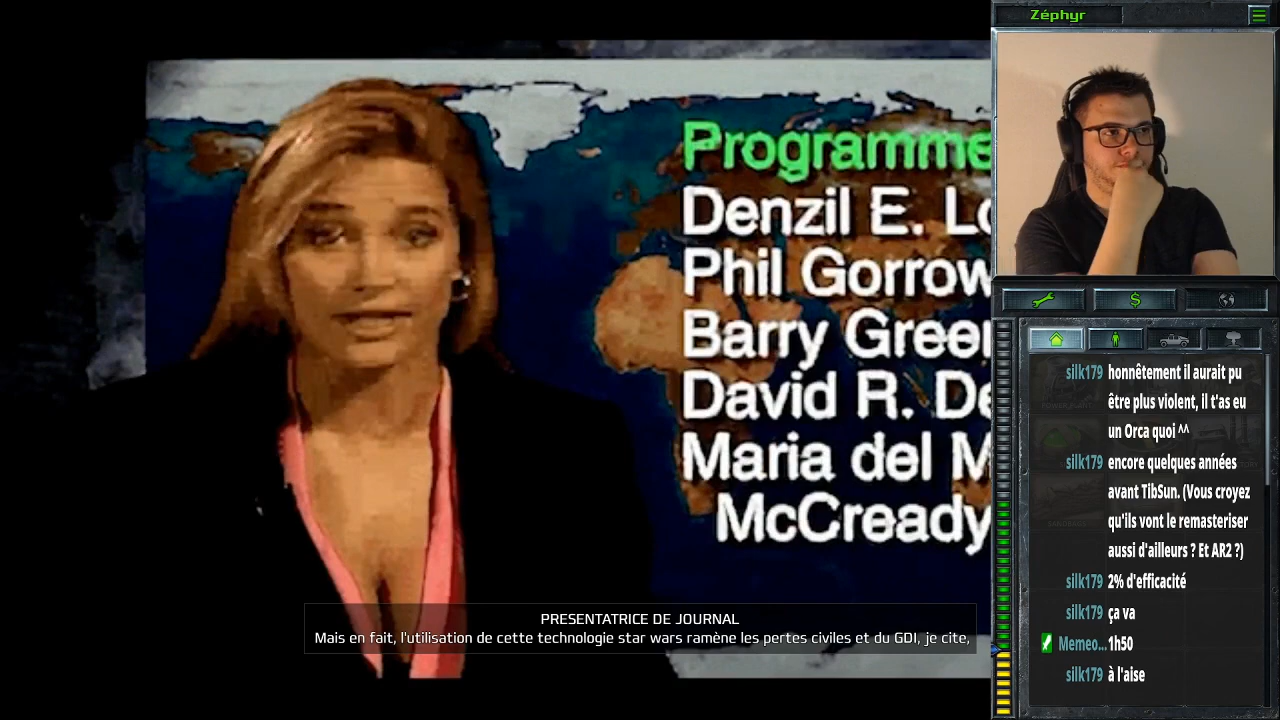 Zéphyr
Programme
Denzil E. Lo
Phil Gorrow
Barry Green
David R. De
Maria del M
McCready
PRESENTATRICE DE JOURNAL
Mais en fait, l'utilisation de cette technologie star wars ramène les pertes civiles et du GDI, je cite,
silk179 honnêtement il aurait pu
être plus violent, Il t'as eu
un Orca quoi ^^
silk179 encore quelques années
avant TibSun. (Vous croyez
qu'ils vont le remasteriser
aussi d'ailleurs ? Et AR2 ?)
silk179 2% d'efficacité
silk179 ça va
Memeo... 1h50
silk179 à l'aise